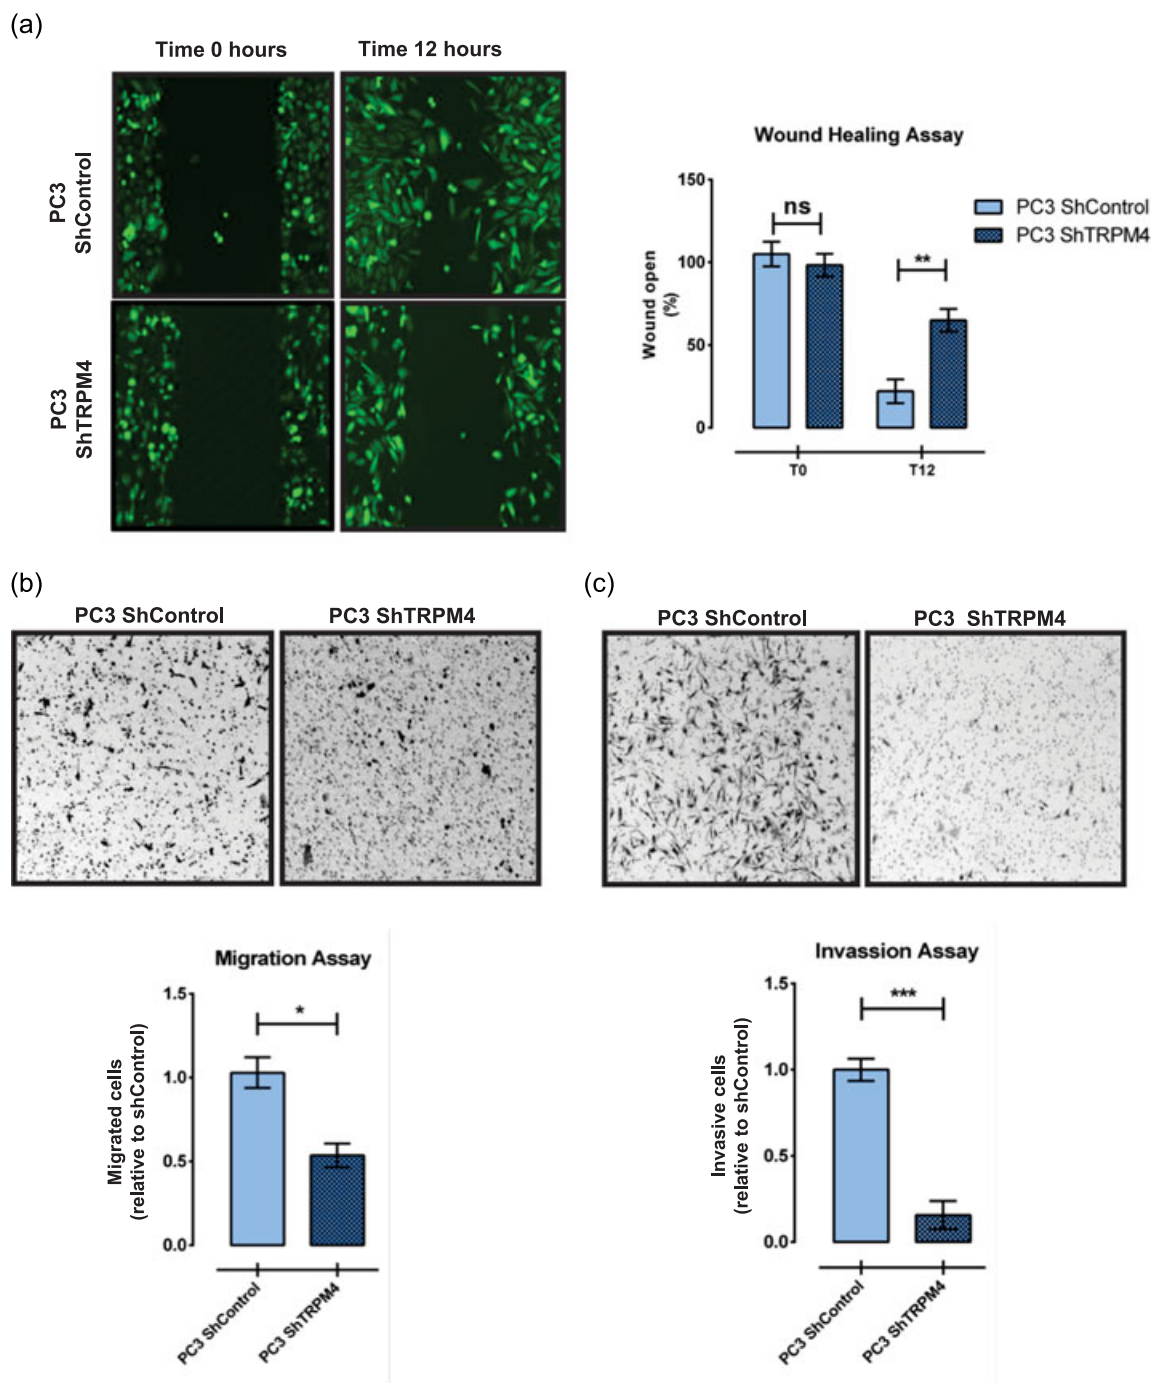 (a)
Time 0 hours
Time 12 hours
PC3
ShControl
PC3
ShTRPM4
Wound Healing Assay
150
100
50
0
Wound open
(%)
ns
**
PC3 ShControl
PC3 ShTRPM4
T0
T12
(b)
PC3 ShControl
PC3 ShTRPM4
Migration Assay
1.5
1.0
0.5
0.0
Migrated cells
(relative to shControl)
*
PC3 ShControl
PC3 ShTRPM4
(c)
PC3 ShControl
PC3 ShTRPM4
Invassion Assay
1.5
1.0
0.5
0.0
Invasive cells
(relative to shControl)
***
PC3 ShControl
PC3 ShTRPM4